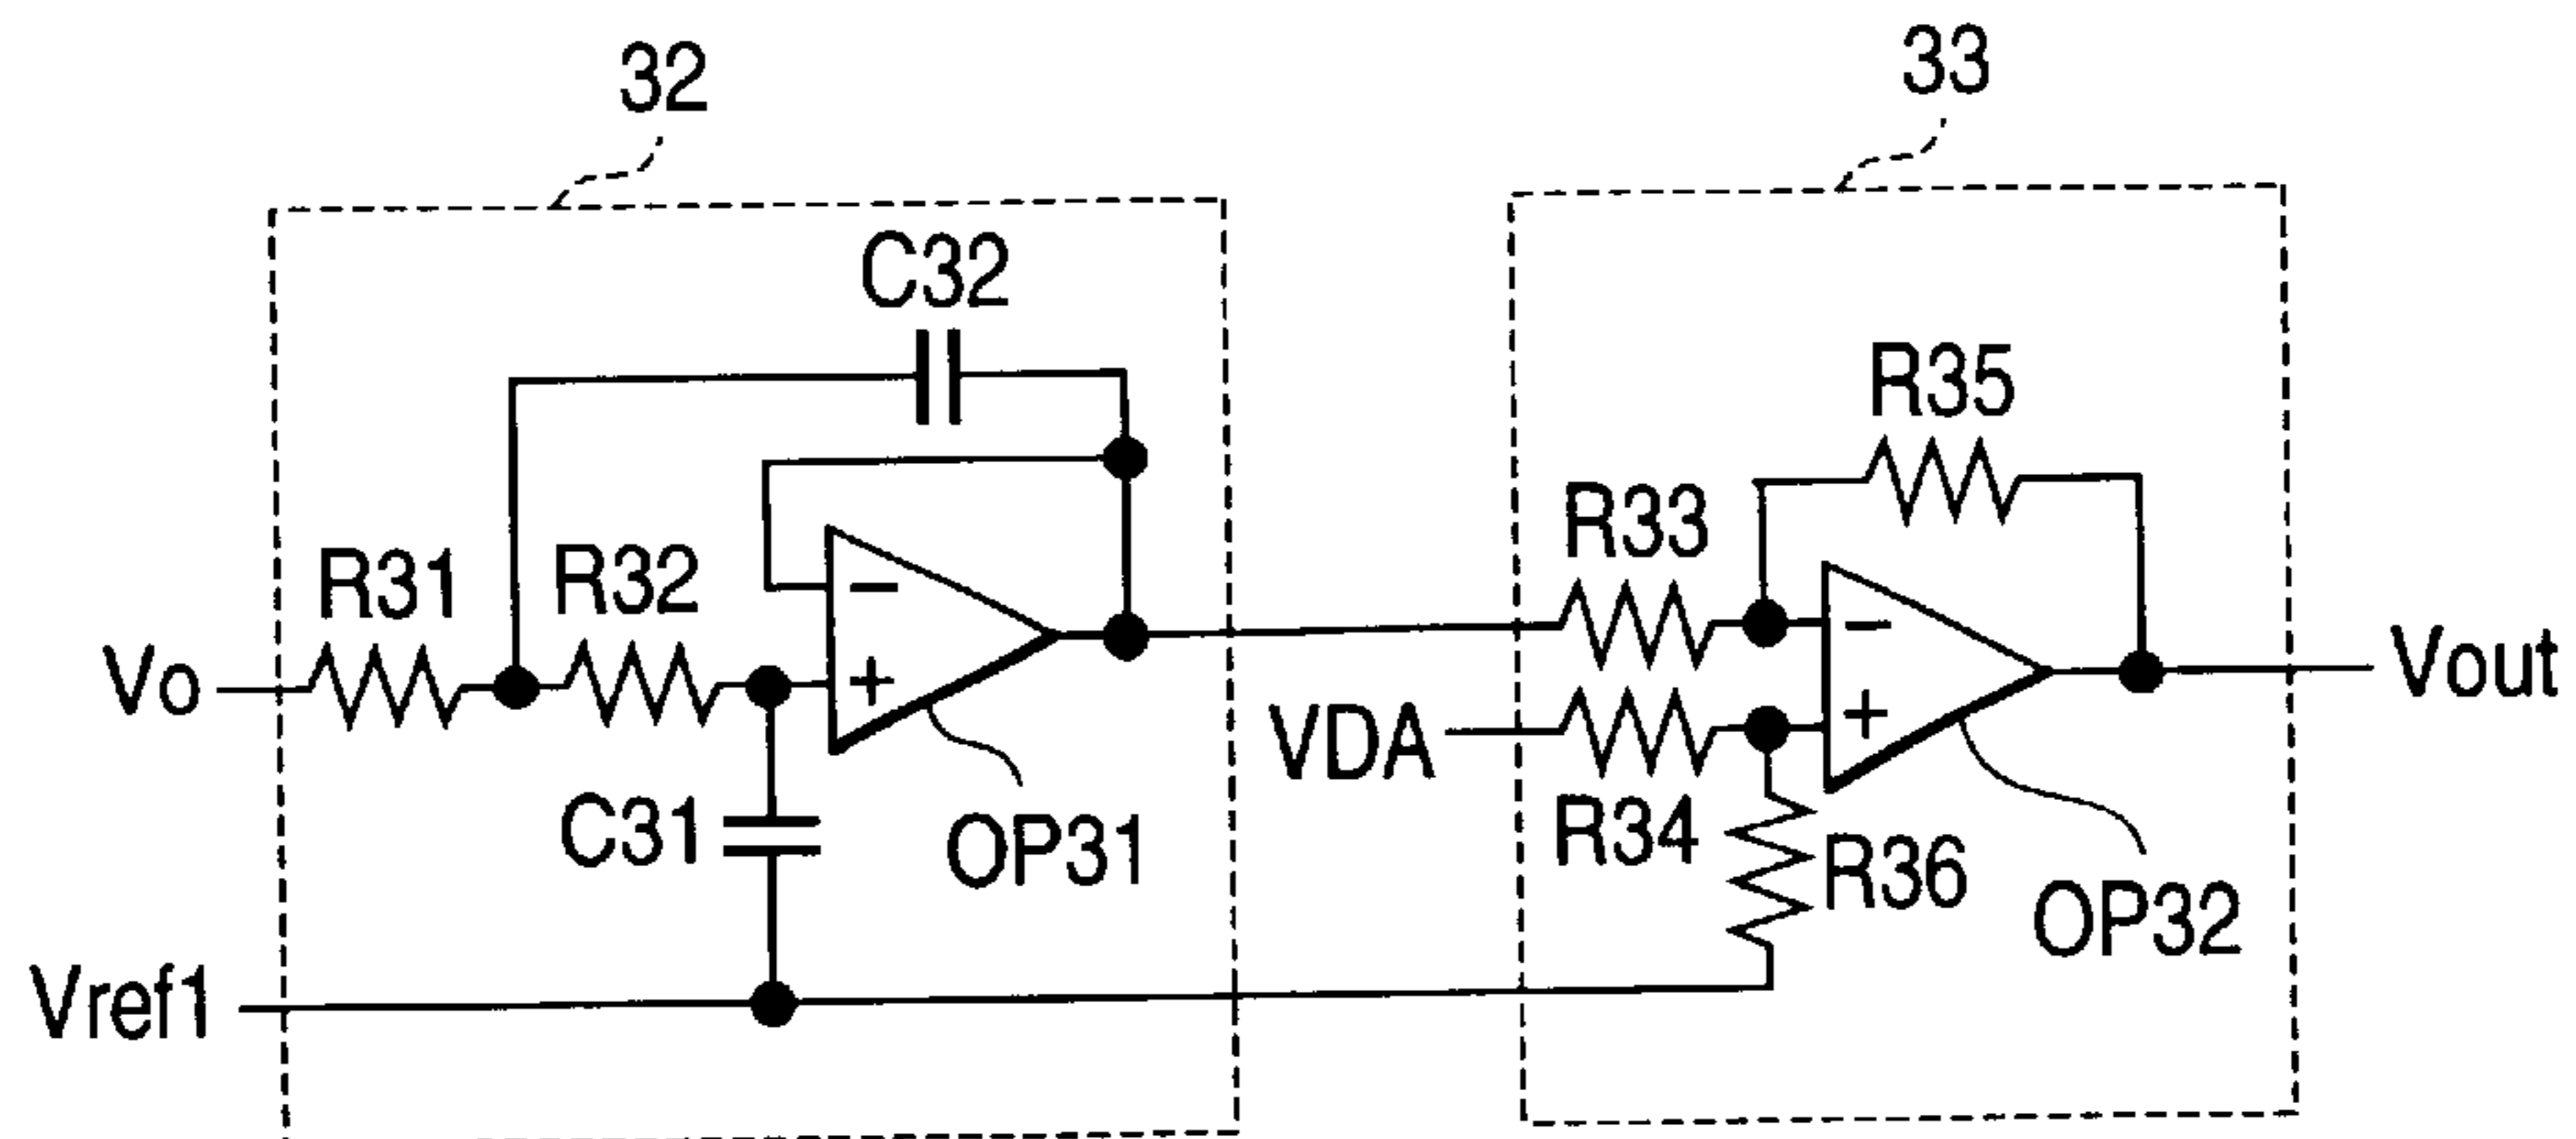 32
33
C32
R35
R33
R31
R32
−
+
−
+
Vo
Vout
VDA
C31
OP31
R34
R36
OP32
Vref1